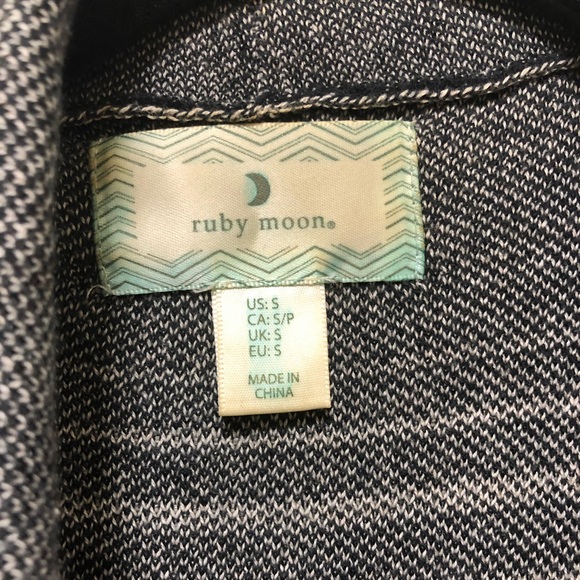 ruby moon®
US: S
CA: S/P
UK: S
EU: S
MADE IN
CHINA